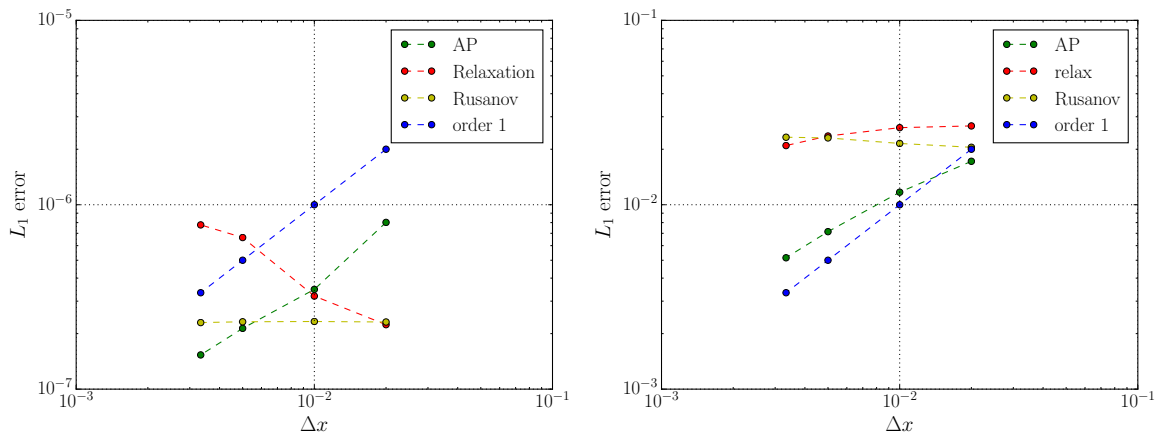 10^{-5}
10^{-6}
10^{-7}
L_1 error
10^{-3}
10^{-2}
10^{-1}
Δx
AP
Relaxation
Rusanov
order 1
10^{-1}
10^{-2}
10^{-3}
L_1 error
10^{-3}
10^{-2}
10^{-1}
Δx
AP
relax
Rusanov
order 1